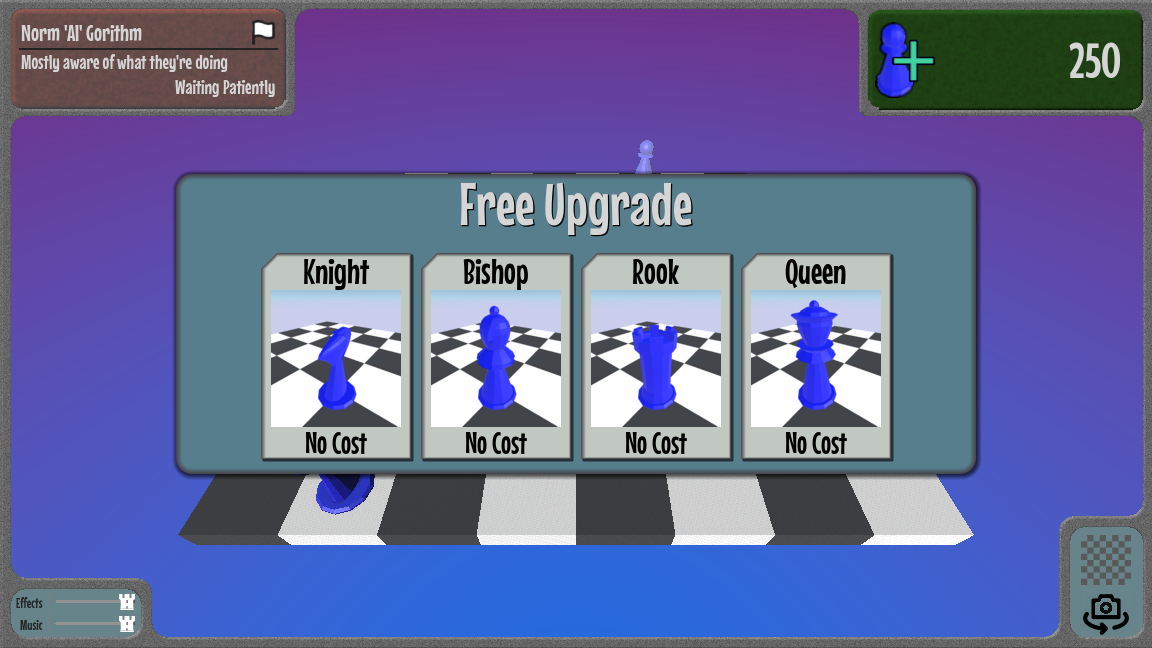 Norm 'Al' Gorithm
Mostly aware of what they're doing
Waiting Patiently
250
Free Upgrade
Knight
Bishop
Rook
Queen
No Cost
No Cost
No Cost
No Cost
Effects
Music